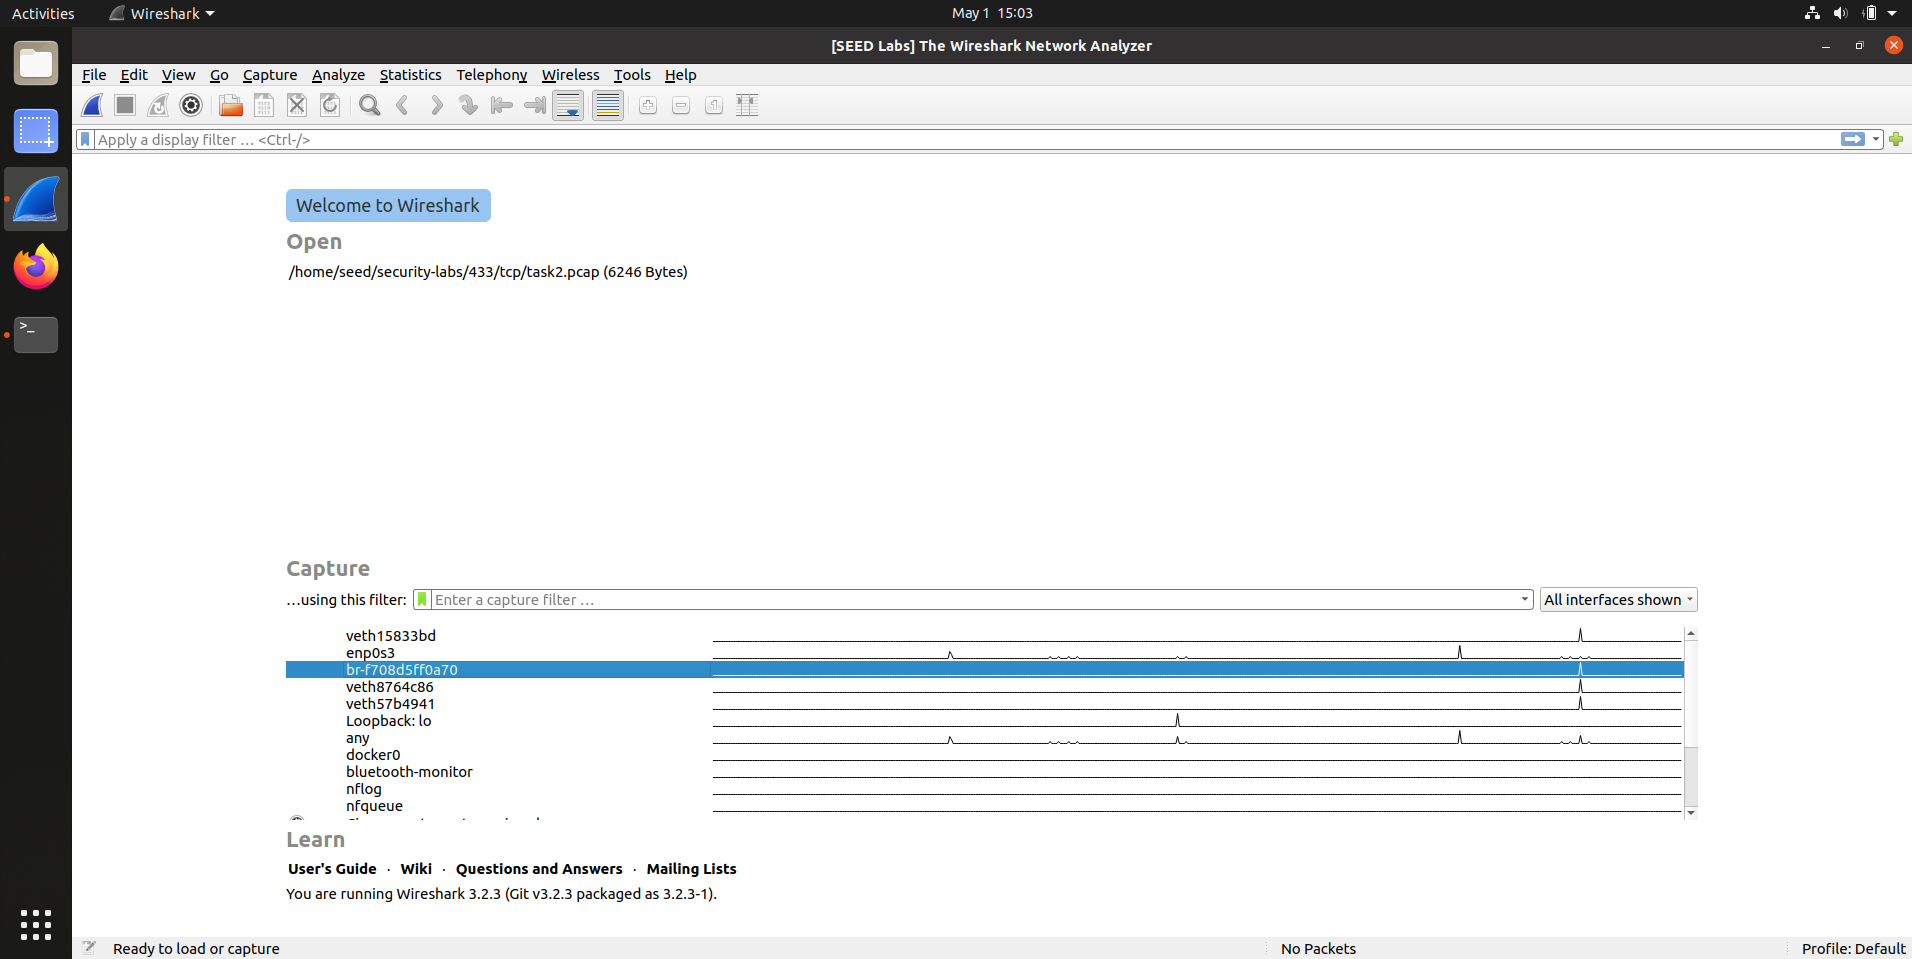 Activities Wireshark May 1 15:03
[SEED Labs] The Wireshark Network Analyzer
File Edit View Go Capture Analyze Statistics Telephony Wireless Tools Help
Apply a display filter … <Ctrl-/>
Welcome to Wireshark
Open
/home/seed/security-labs/433/tcp/task2.pcap (6246 Bytes)
Capture
…using this filter: Enter a capture filter … All interfaces shown
veth15833bd
enp0s3
br-f708d5ff0a70
veth8764c86
veth57b4941
Loopback: lo
any
docker0
bluetooth-monitor
nflog
nfqueue
Learn
User's Guide · Wiki · Questions and Answers · Mailing Lists
You are running Wireshark 3.2.3 (Git v3.2.3 packaged as 3.2.3-1).
Ready to load or capture No Packets Profile: Default